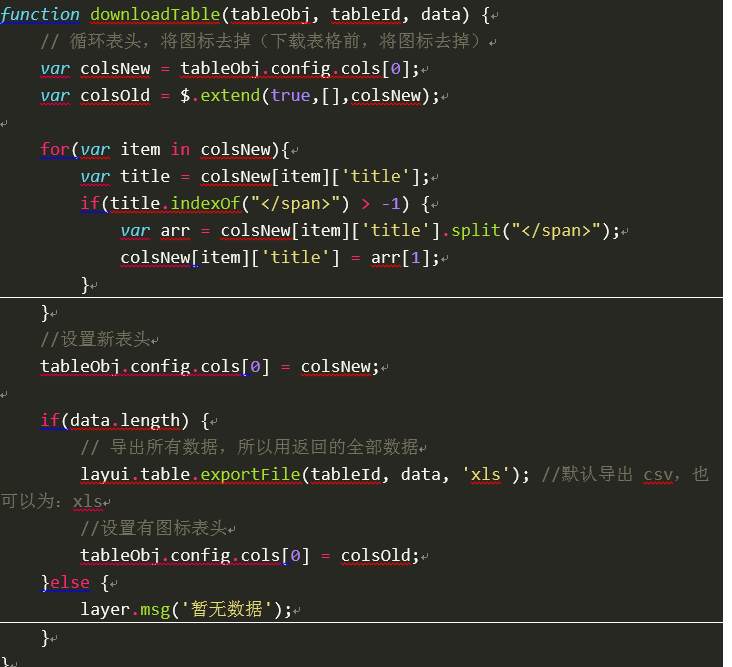 function downloadTable(tableObj, tableId, data) {
    // 循环表头，将图标去掉（下载表格前，将图标去掉）
    var colsNew = tableObj.config.cols[0];
    var colsOld = $.extend(true,[],colsNew);

    for(var item in colsNew){
        var title = colsNew[item]['title'];
        if(title.indexOf("</span>") > -1) {
            var arr = colsNew[item]['title'].split("</span>");
            colsNew[item]['title'] = arr[1];
        }
    }
    //设置新表头
    tableObj.config.cols[0] = colsNew;

    if(data.length) {
        // 导出所有数据，所以用返回的全部数据
        layui.table.exportFile(tableId, data, 'xls'); //默认导出 csv，也
可以为：xls
        //设置有图标表头
        tableObj.config.cols[0] = colsOld;
    }else {
        layer.msg('暂无数据');
    }
}